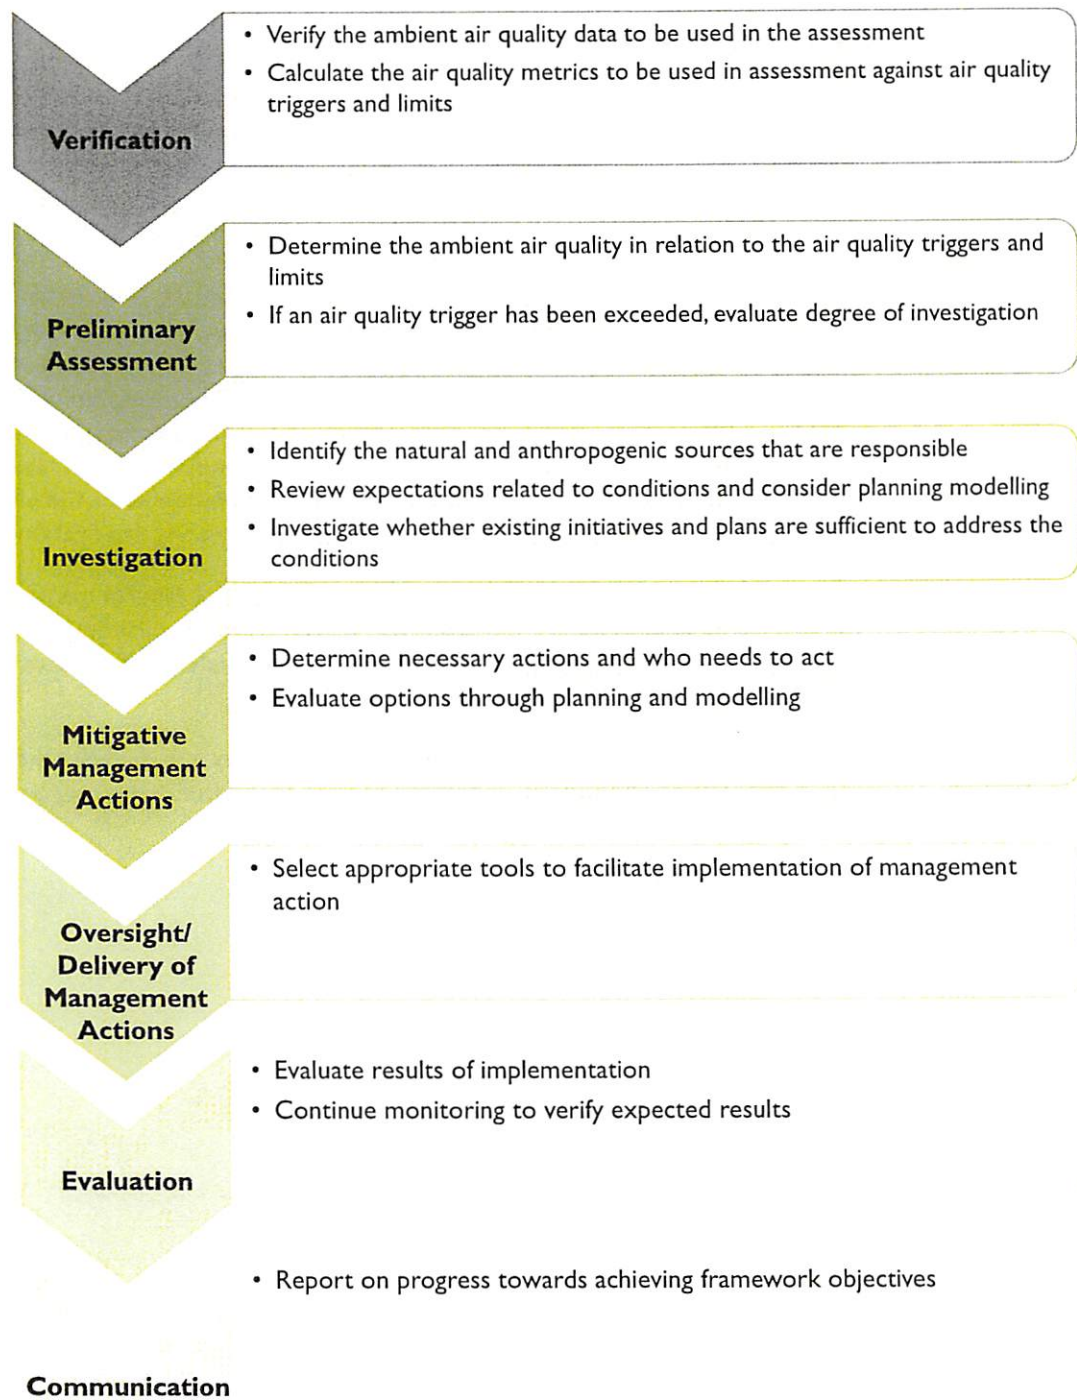 • Verify the ambient air quality data to be used in the assessment
• Calculate the air quality metrics to be used in assessment against air quality
triggers and limits
Verification
• Determine the ambient air quality in relation to the air quality triggers and
limits
• If an air quality trigger has been exceeded, evaluate degree of investigation
Preliminary
Assessment
• Identify the natural and anthropogenic sources that are responsible
• Review expectations related to conditions and consider planning modelling
• Investigate whether existing initiatives and plans are sufficient to address the
conditions
Investigation
• Determine necessary actions and who needs to act
• Evaluate options through planning and modelling
Mitigative
Management
Actions
• Select appropriate tools to facilitate implementation of management
action
Oversight/
Delivery of
Management
Actions
• Evaluate results of implementation
• Continue monitoring to verify expected results
Evaluation
• Report on progress towards achieving framework objectives
Communication